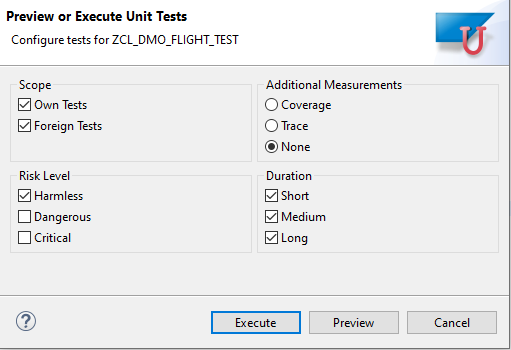 Preview or Execute Unit Tests
Configure tests for ZCL_DMO_FLIGHT_TEST
U
Scope
Own Tests
Foreign Tests
Additional Measurements
Coverage
Trace
None
Risk Level
Harmless
Dangerous
Critical
Duration
Short
Medium
Long
?
Execute
Preview
Cancel